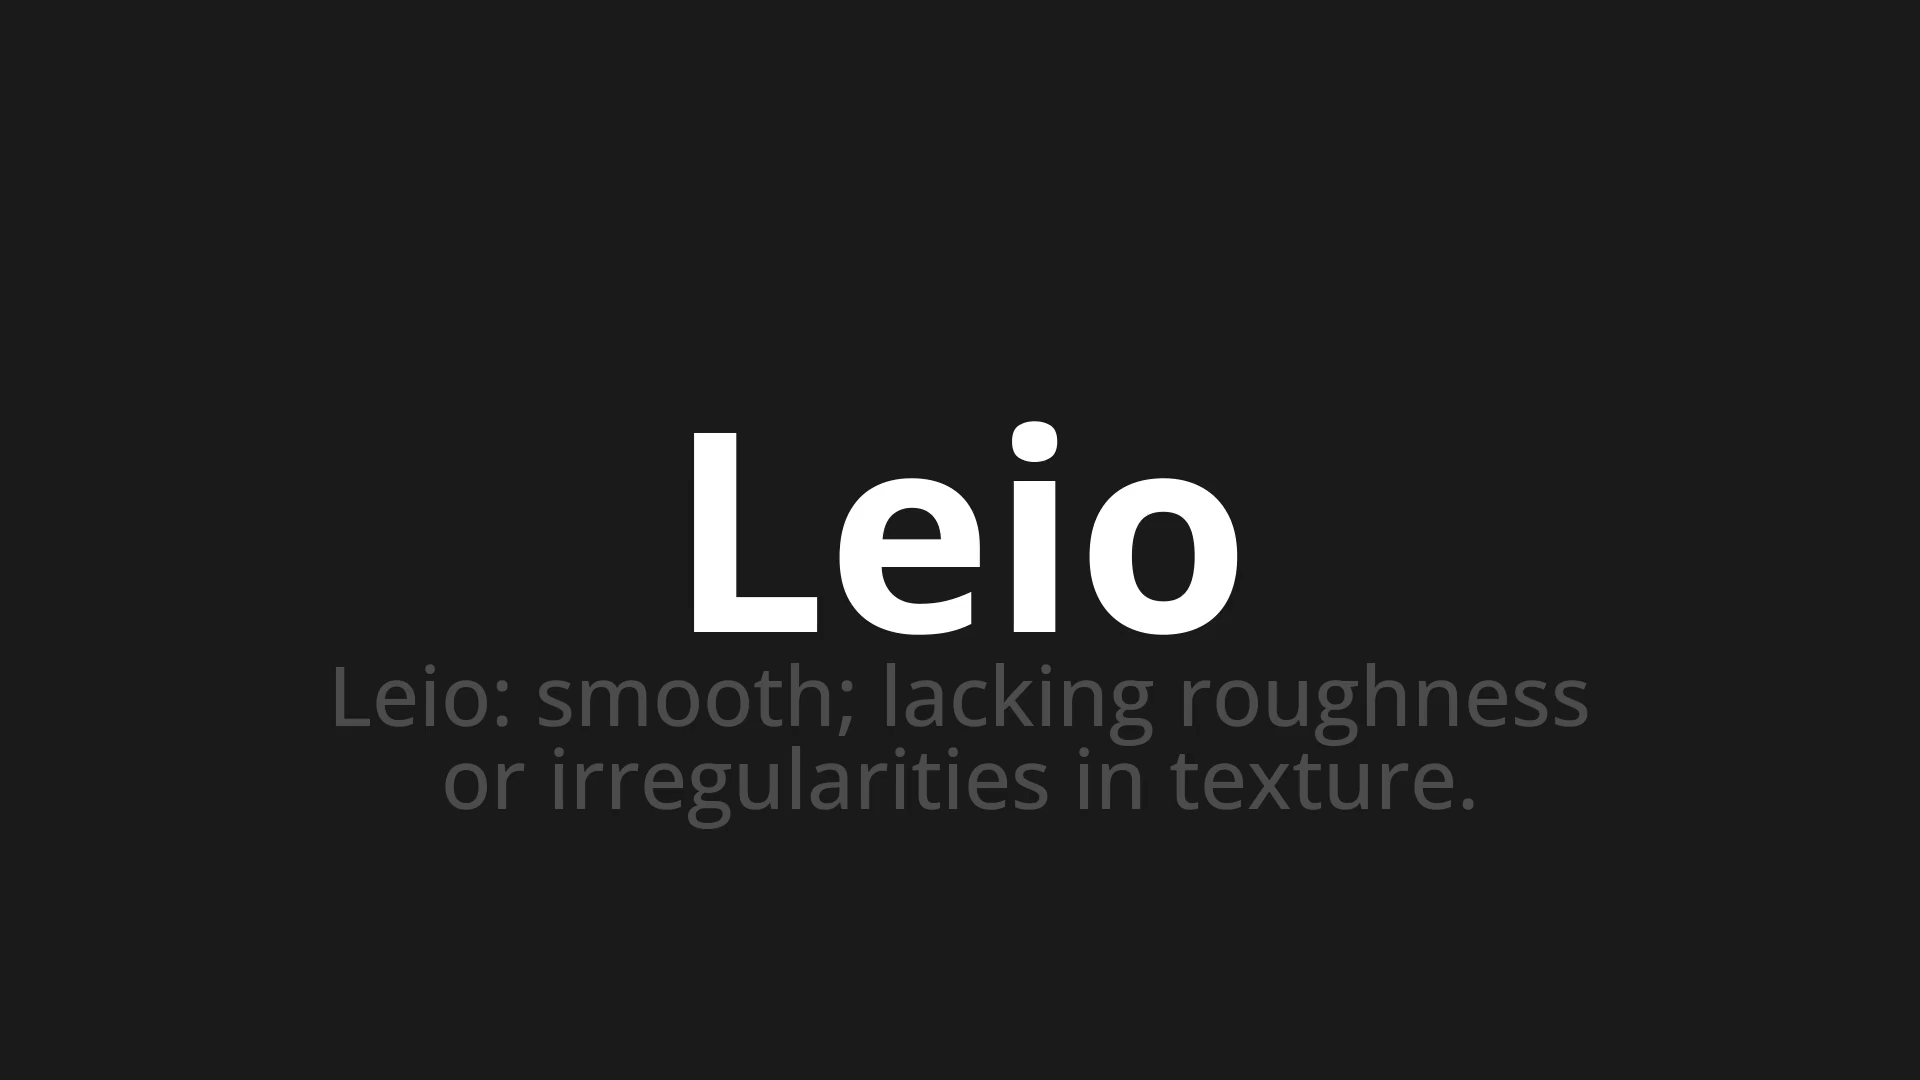 Leio
Leio: smooth; lacking roughness
or irregularities in texture.